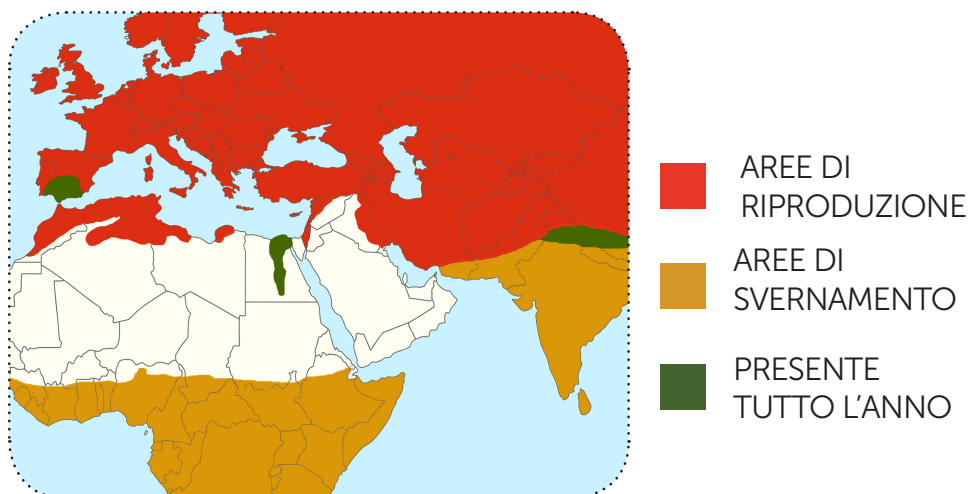 AREE DI
RIPRODUZIONE
AREE DI
SVERNAMENTO
PRESENTE
TUTTO L'ANNO